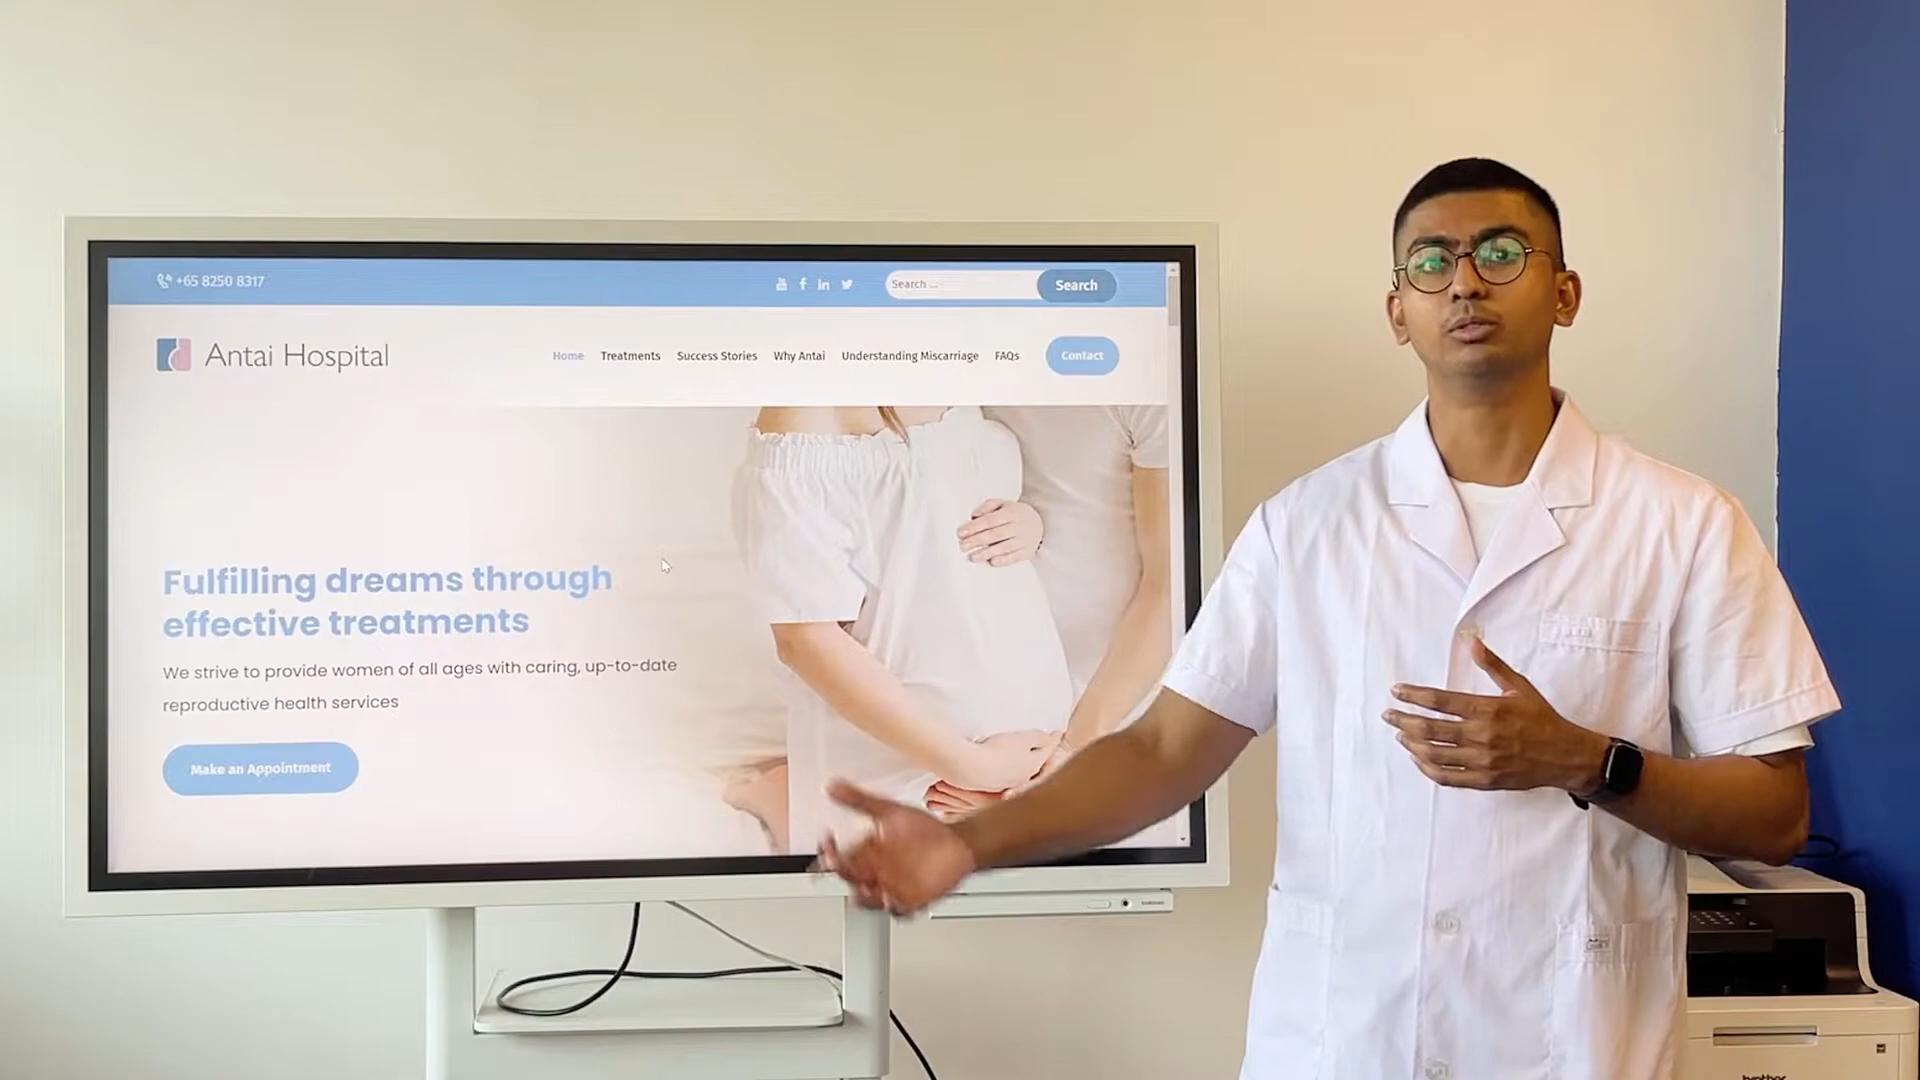 +65 8250 8317
Search ...
Search
Antai Hospital
Home
Treatments
Success Stories
Why Antai
Understanding Miscarriage
FAQs
Contact
Fulfilling dreams through
effective treatments
We strive to provide women of all ages with caring, up-to-date
reproductive health services
Make an Appointment
SAMSUNG
brother